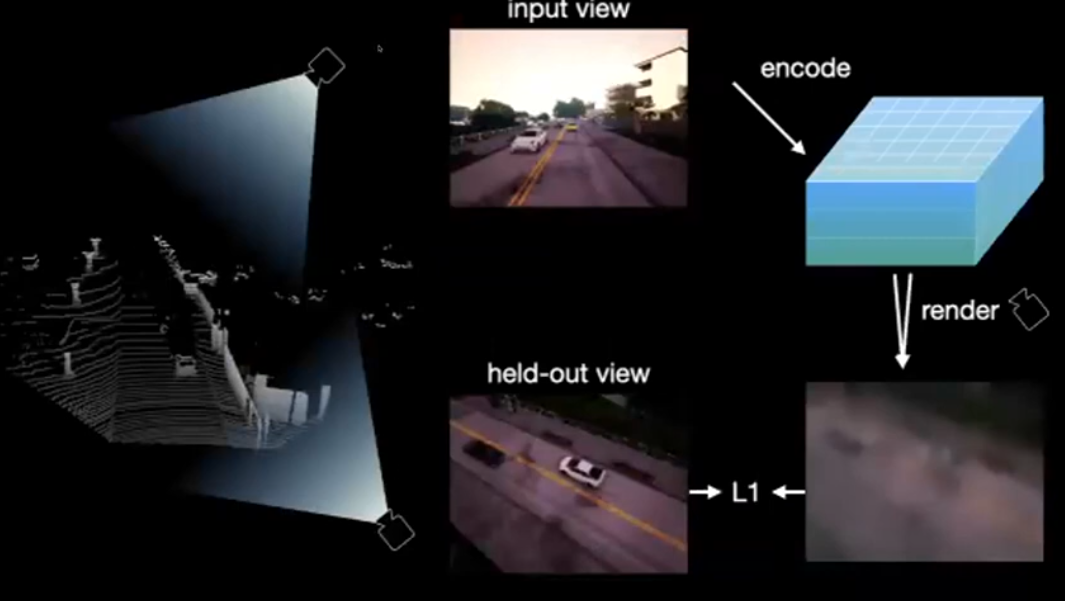 input view
encode
render
held-out view
L1